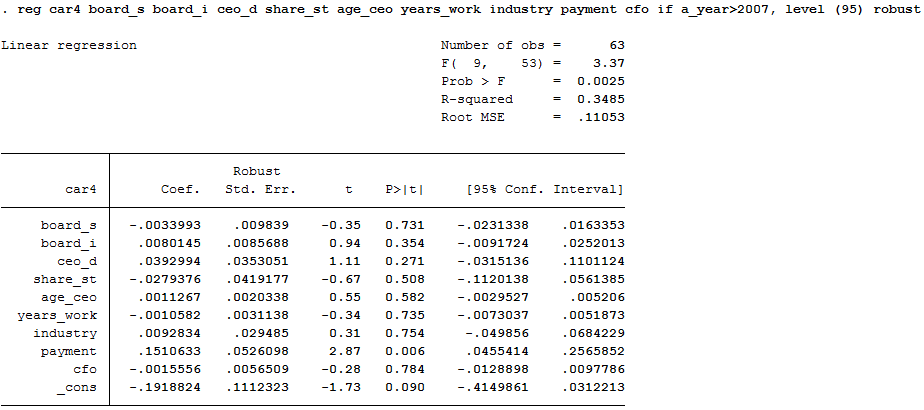 . reg car4 board_s board_i ceo_d share_st age_ceo years_work industry payment cfo if a_year>2007, level (95) robust
Linear regression Number of obs = 63
F( 9, 53) = 3.37
Prob > F = 0.0025
R-squared = 0.3485
Root MSE = .11053
Robust
car4 Coef. Std. Err. t P>|t| [95% Conf. Interval]
board_s -.0033993 .009839 -0.35 0.731 -.0231338 .0163353
board_i .0080145 .0085688 0.94 0.354 -.0091724 .0252013
ceo_d .0392994 .0353051 1.11 0.271 -.0315136 .1101124
share_st -.0279376 .0419177 -0.67 0.508 -.1120138 .0561385
age_ceo .0011267 .0020338 0.55 0.582 -.0029527 .005206
years_work -.0010582 .0031138 -0.34 0.735 -.0073037 .0051873
industry .0092834 .029485 0.31 0.754 -.049856 .0684229
payment .1510633 .0526098 2.87 0.006 .0455414 .2565852
cfo -.0015556 .0056509 -0.28 0.784 -.0128898 .0097786
_cons -.1918824 .1112323 -1.73 0.090 -.4149861 .0312213